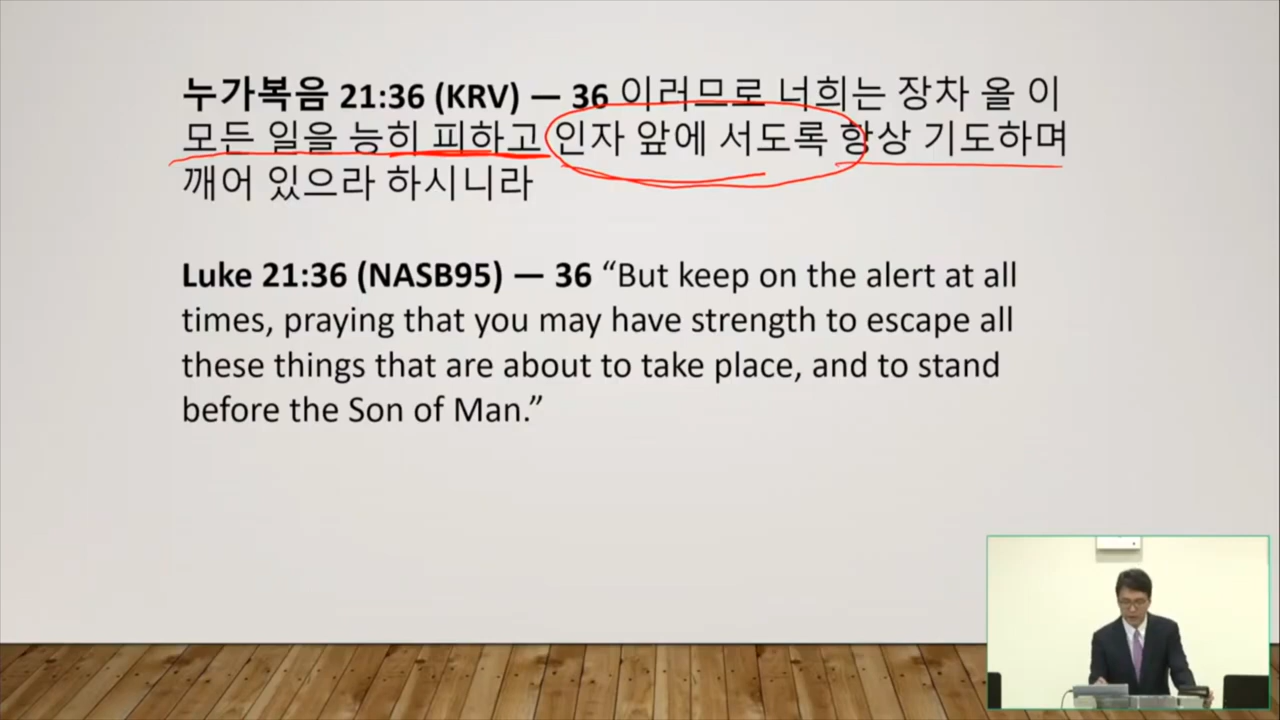 누가복음 21:36 (KRV) — 36 이러므로 너희는 장차 올 이
모든 일을 능히 피하고 인자 앞에 서도록 항상 기도하며
깨어 있으라 하시니라
Luke 21:36 (NASB95) — 36 “But keep on the alert at all
times, praying that you may have strength to escape all
these things that are about to take place, and to stand
before the Son of Man.”